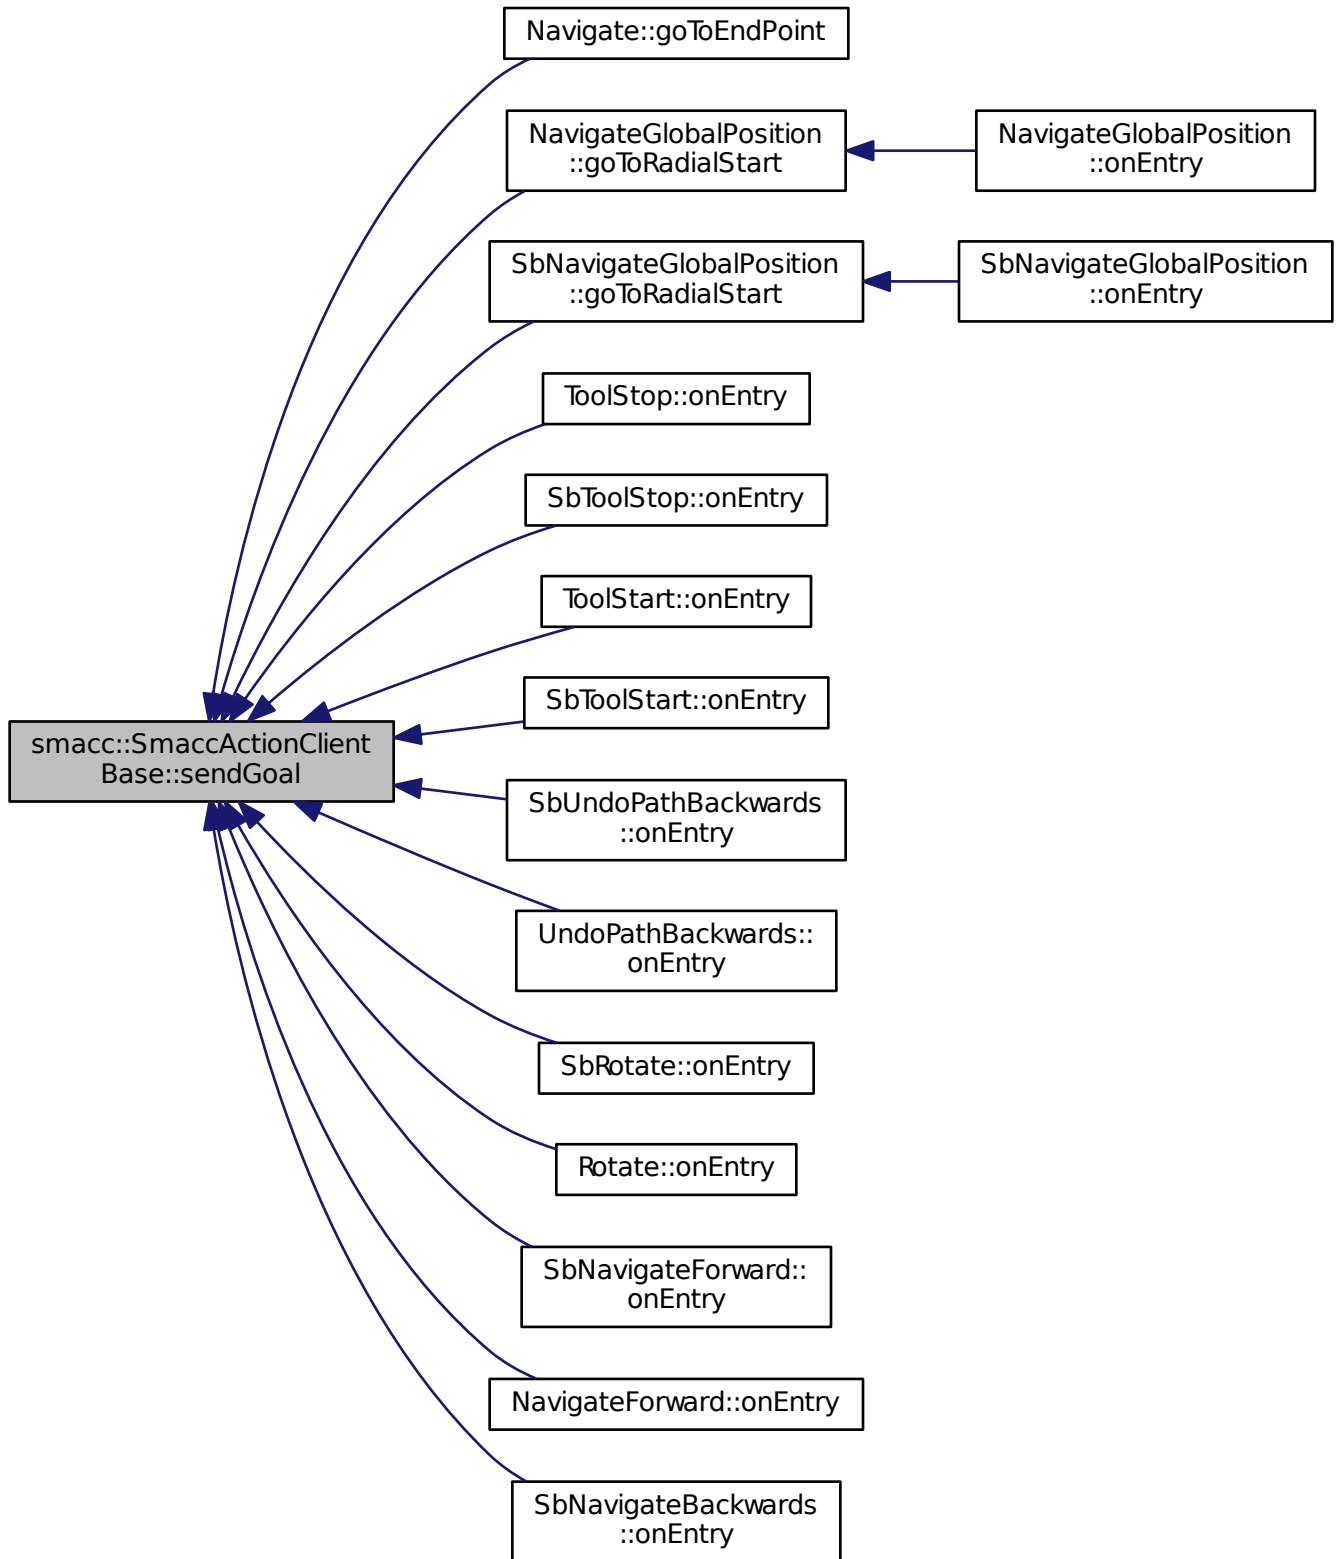 Navigate::goToEndPoint
NavigateGlobalPosition
::goToRadialStart
NavigateGlobalPosition
::onEntry
SbNavigateGlobalPosition
::goToRadialStart
SbNavigateGlobalPosition
::onEntry
ToolStop::onEntry
SbToolStop::onEntry
ToolStart::onEntry
SbToolStart::onEntry
smacc::SmaccActionClient
Base::sendGoal
SbUndoPathBackwards
::onEntry
UndoPathBackwards::
onEntry
SbRotate::onEntry
Rotate::onEntry
SbNavigateForward::
onEntry
NavigateForward::onEntry
SbNavigateBackwards
::onEntry